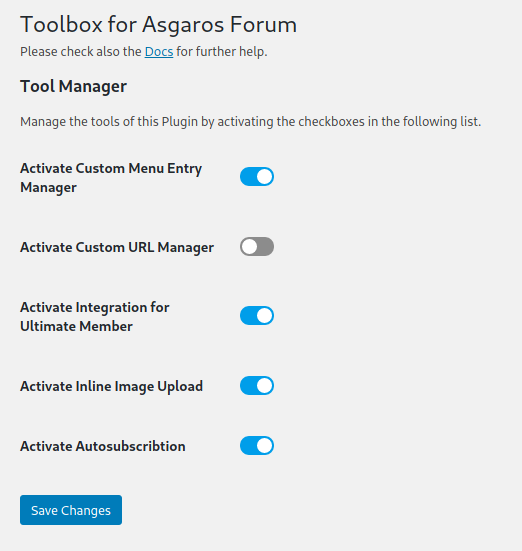 Toolbox for Asgaros Forum
Please check also the Docs for further help.
Tool Manager
Manage the tools of this Plugin by activating the checkboxes in the following list.
Activate Custom Menu Entry
Manager
Activate Custom URL Manager
Activate Integration for
Ultimate Member
Activate Inline Image Upload
Activate Autosubscribtion
Save Changes